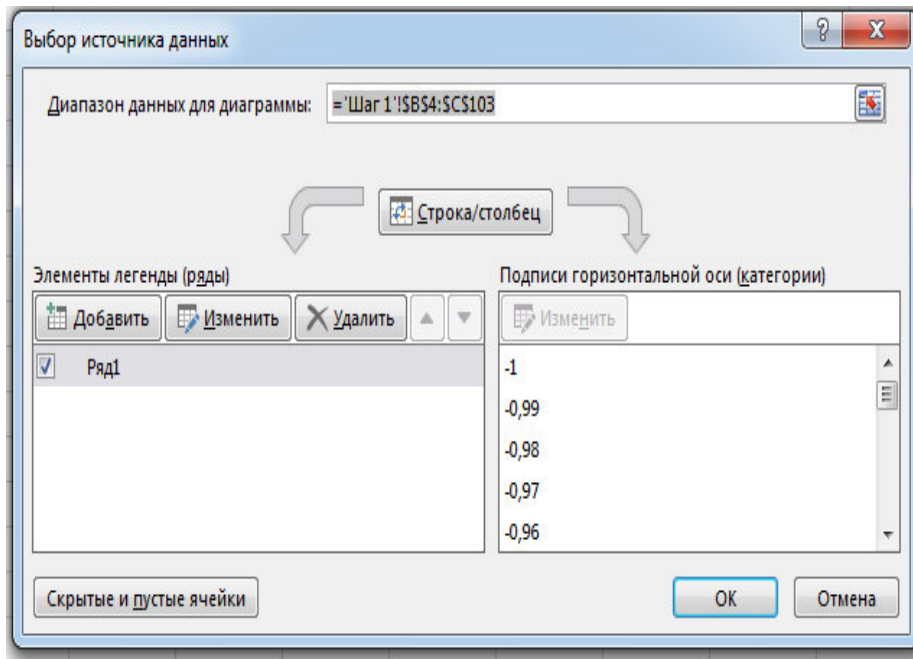 Выбор источника данных
Диапазон данных для диаграммы: ='Шаг 1'!$B$4:$C$103
Строка/столбец
Элементы легенды (ряды)
Добавить Изменить Удалить
Ряд1
Подписи горизонтальной оси (категории)
Изменить
-1
-0,99
-0,98
-0,97
-0,96
Скрытые и пустые ячейки
ОК Отмена